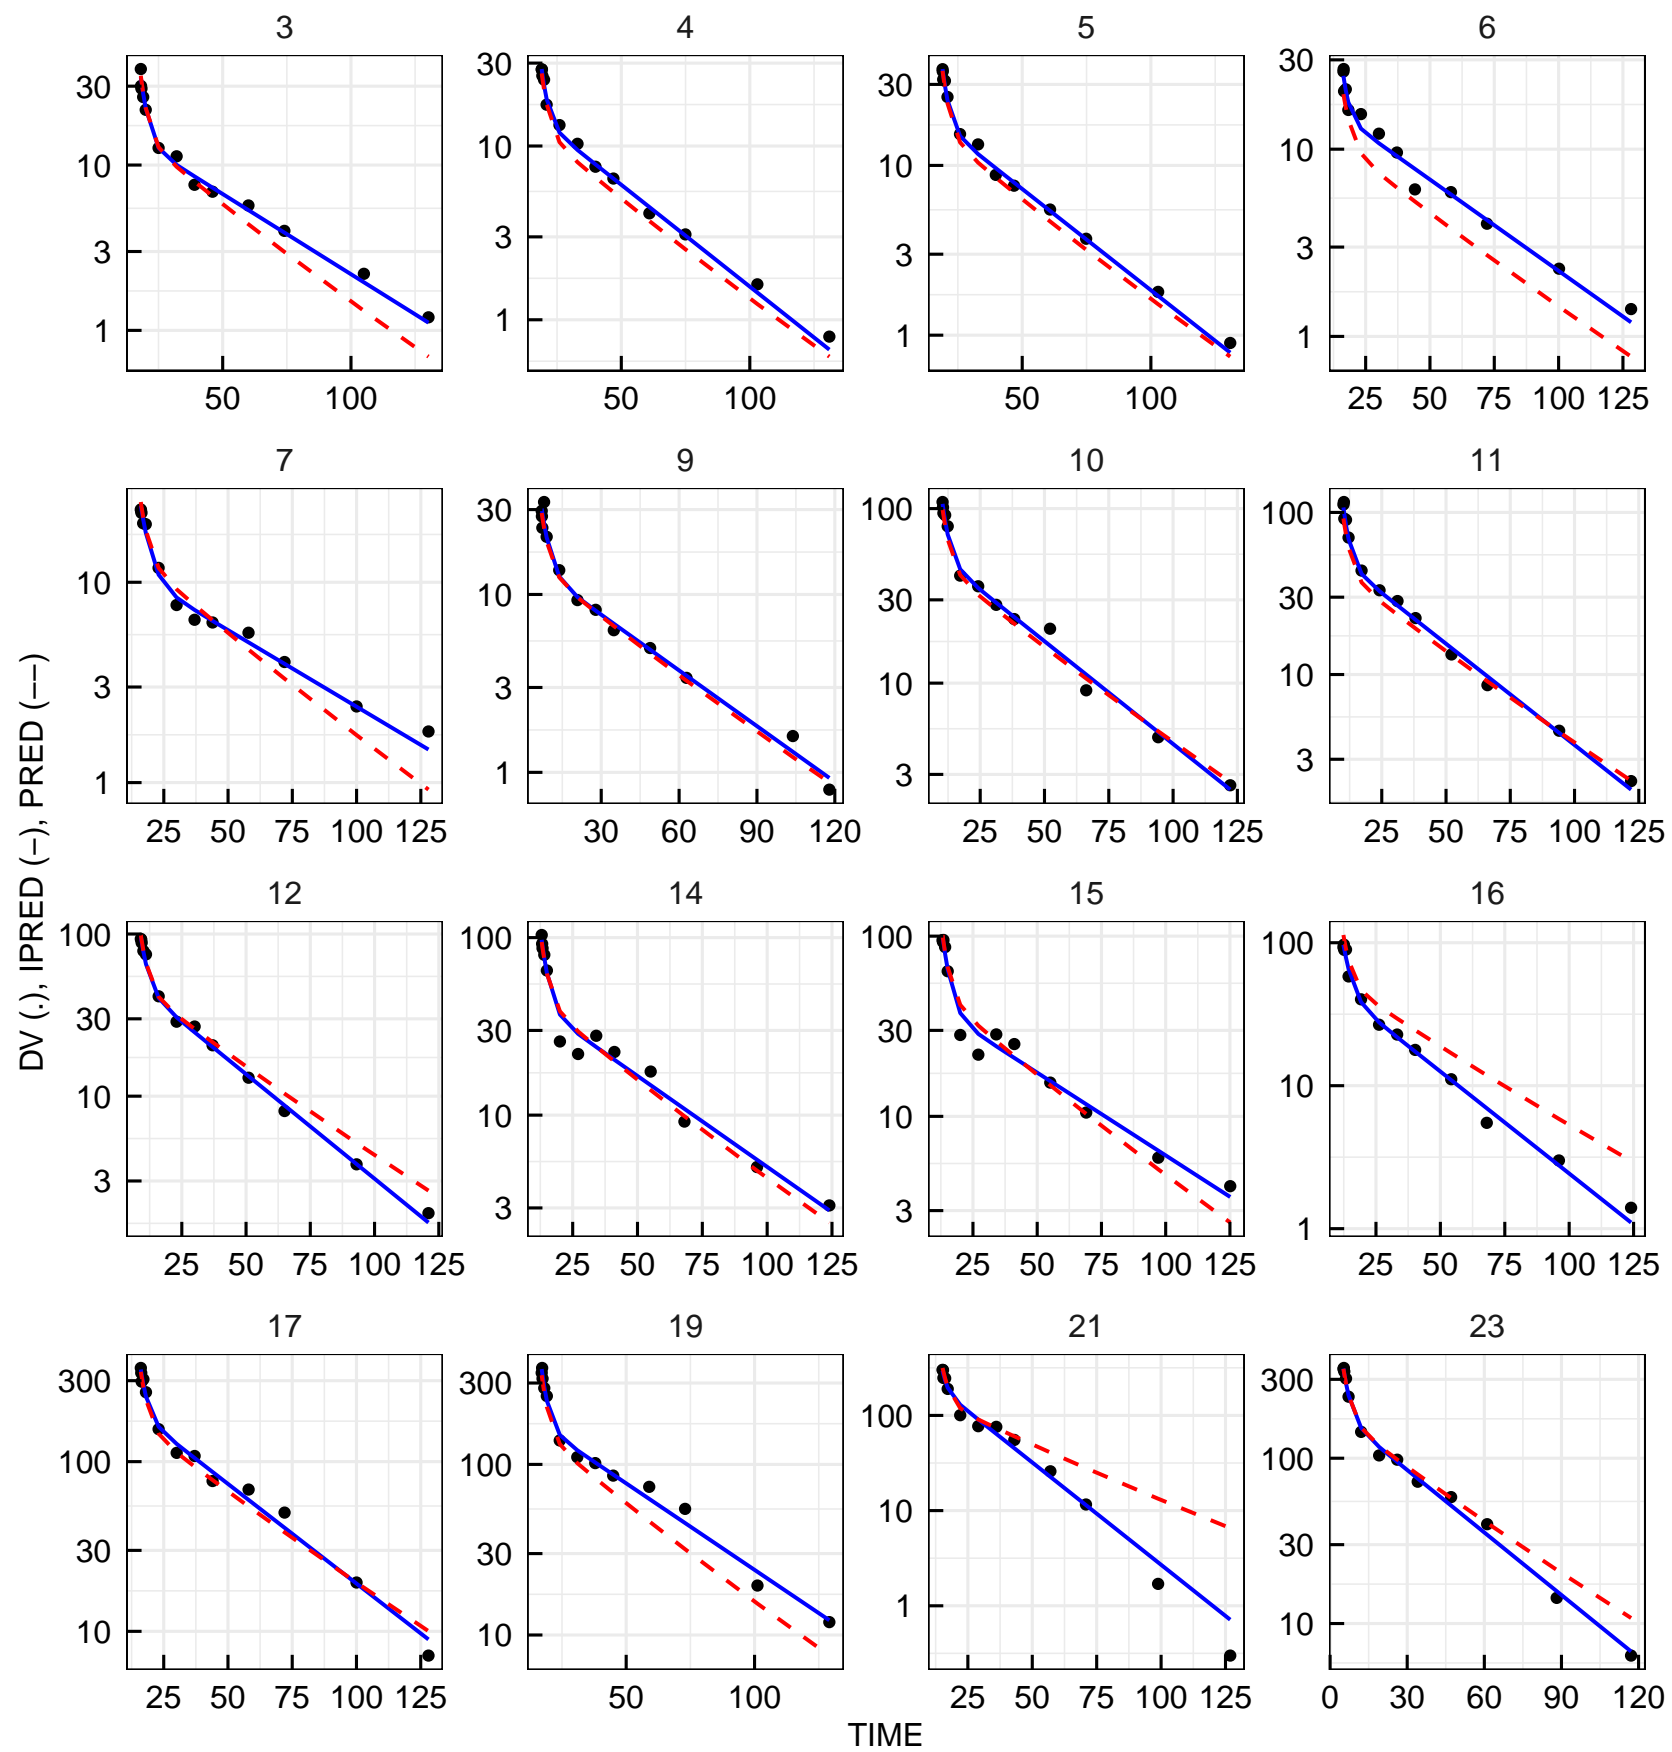 3 4 5 6
30 30 30 30
10 10 10 10
3 3 3 3
1 1 1 1
50 100 50 100 50 100 25 50 75 100 125
7 9 10 11
10 3 1
30 10 3 1
100 30 10 3
100 30 10 3
25 50 75 100 125 30 60 90 120 25 50 75 100 125 25 50 75 100 125
DV (.), IPRED (−), PRED (−−)
12 14 15 16
100 30 10 3
100 30 10 3
100 30 10 3
100 10 1
25 50 75 100 125 25 50 75 100 125 25 50 75 100 125 25 50 75 100 125
17 19 21 23
300 100 30 10
300 100 30 10
100 10 1
300 100 30 10
25 50 75 100 125 50 100 25 50 75 100 125 0 30 60 90 120
TIME